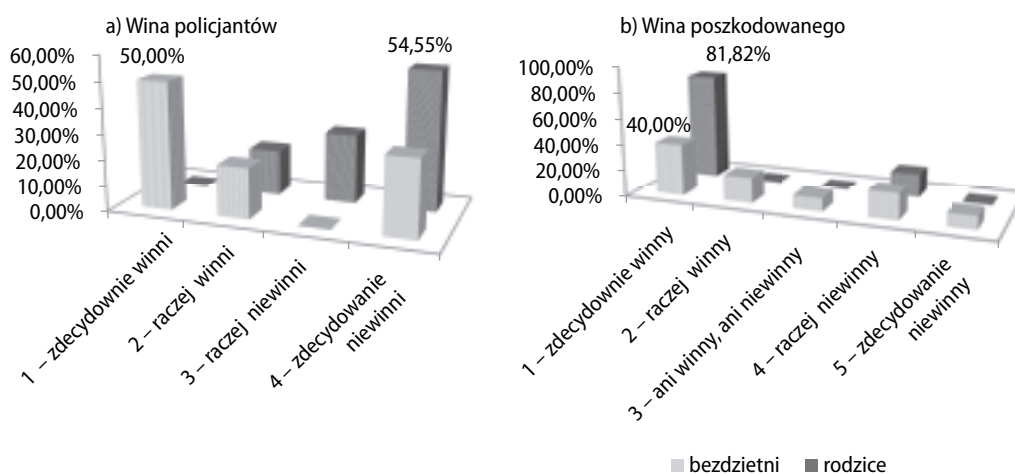 a) Wina policjantów
60,00%
50,00%
40,00%
30,00%
20,00%
10,00%
0,00%
50,00%
54,55%
1 – zdecydownie winni
2 – raczej winni
3 – raczej niewinni
4 – zdecydowanie
niewinni
b) Wina poszkodowanego
100,00%
80,00%
60,00%
40,00%
20,00%
0,00%
40,00%
81,82%
1 – zdecydownie winny
2 – raczej winny
3 – ani winny, ani niewinny
4 – raczej niewinny
5 – zdecydowanie
niewinny
bezdzietni
rodzice